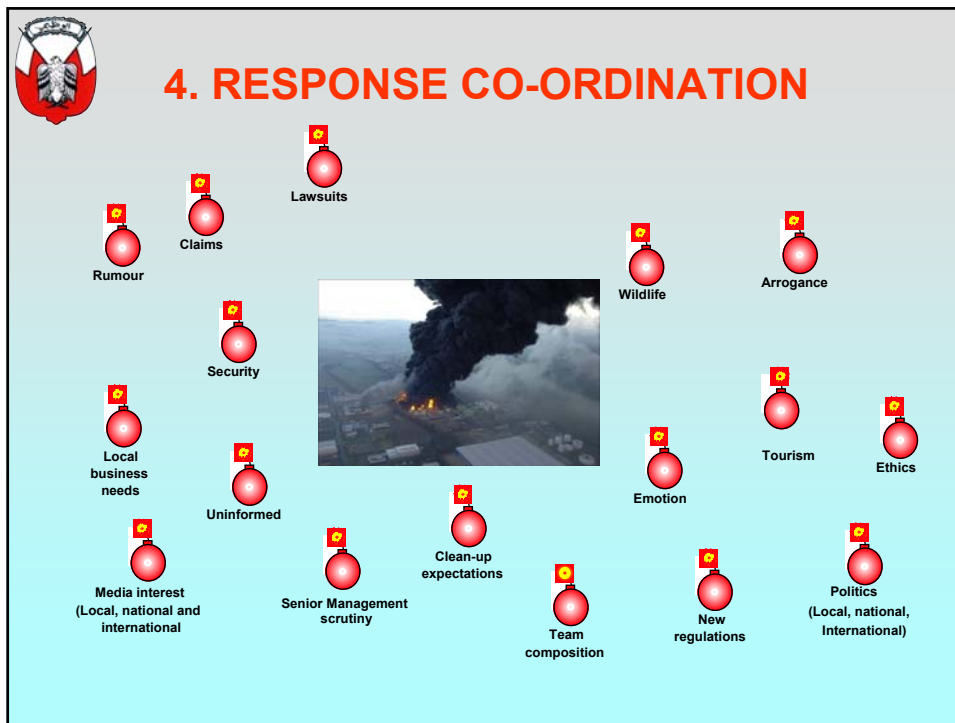 4. RESPONSE CO-ORDINATION
Lawsuits
Claims
Rumour
Wildlife
Arrogance
Security
Local
business
needs
Uninformed
Emotion
Tourism
Ethics
Media interest
(Local, national and
international
Senior Management
scrutiny
Clean-up
expectations
Team
composition
New
regulations
Politics
(Local, national,
International)